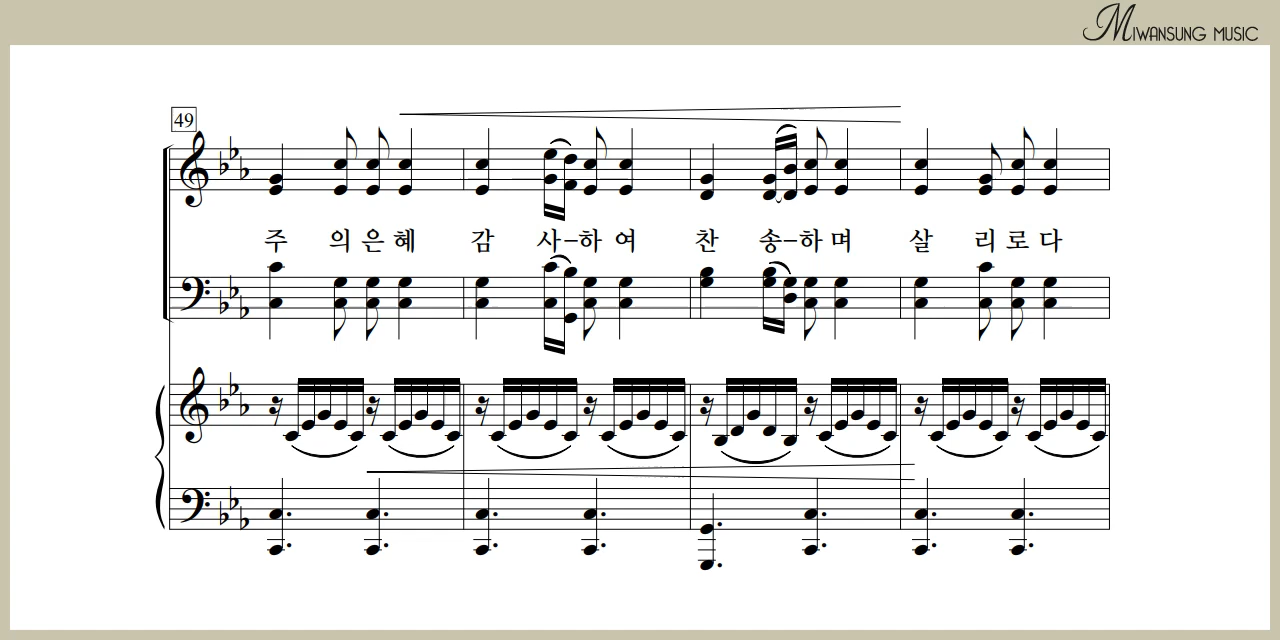 MIWANSUNG MUSIC
49
주 의 은 혜 감 사-하 여 찬 송-하 며 살 리 로 다